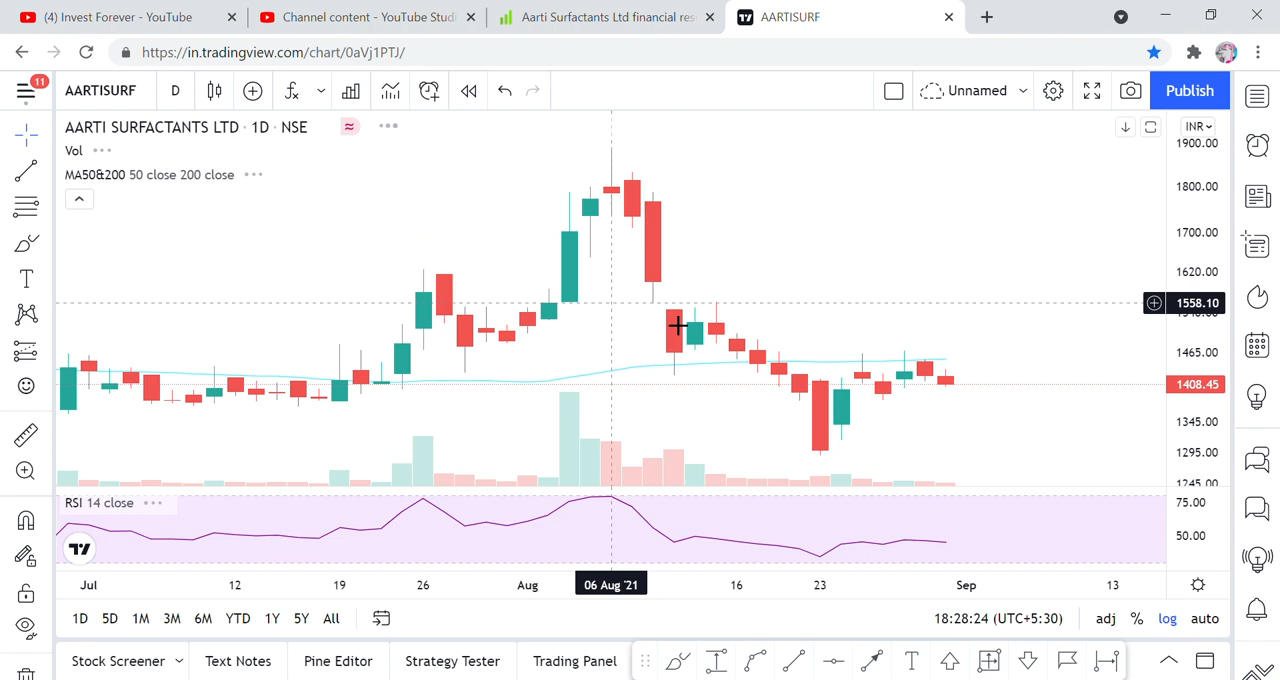 (4) Invest Forever - YouTube
Channel content - YouTube Studi
Aarti Surfactants Ltd financial res
AARTISURF
https://in.tradingview.com/chart/0aVj1PTJ/
11
AARTISURF
D
Unnamed
Publish
AARTI SURFACTANTS LTD · 1D · NSE
INR
Vol
MA50&200 50 close 200 close
1900.00
1800.00
1700.00
1620.00
1558.10
1465.00
1408.45
1345.00
1295.00
1245.00
RSI 14 close
75.00
50.00
Jul
12
19
26
Aug
06 Aug '21
16
23
Sep
13
1D 5D 1M 3M 6M YTD 1Y 5Y All
18:28:24 (UTC+5:30)
adj % log auto
Stock Screener
Text Notes
Pine Editor
Strategy Tester
Trading Panel